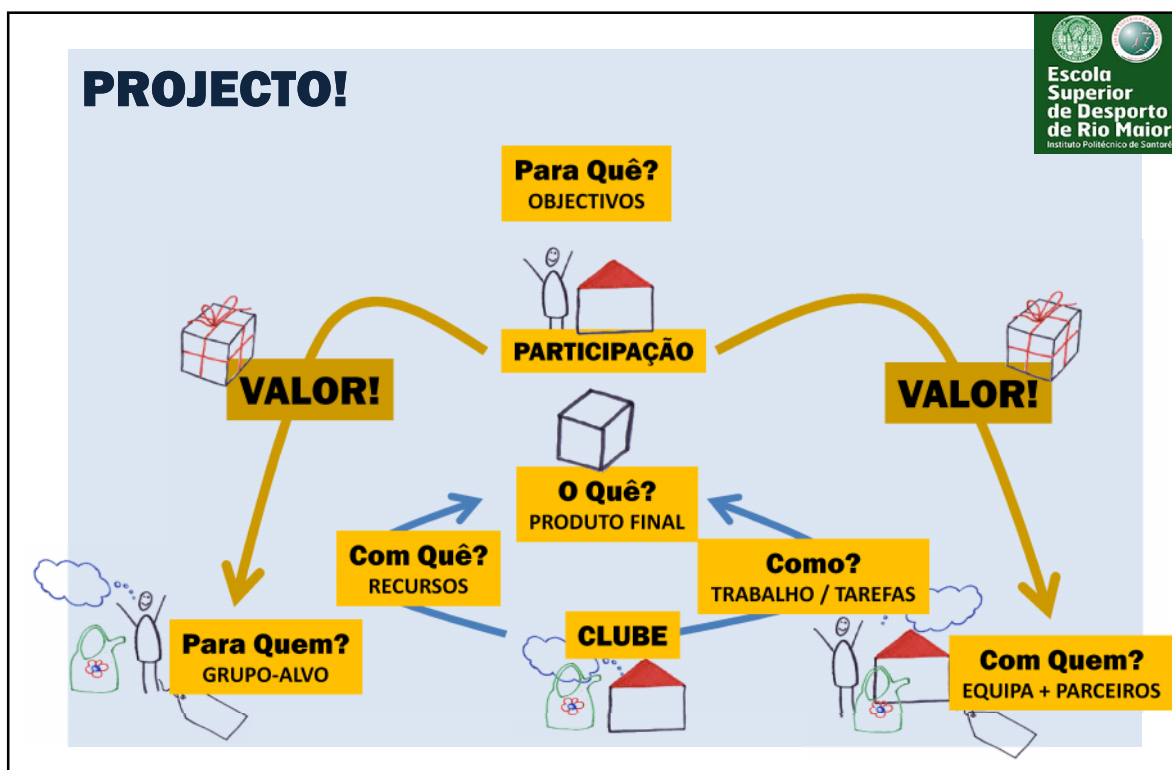 PROJECTO!
Escola
Superior
de Desporto
de Rio Maior
Instituto Politécnico de Santaré
Para Quê?
OBJECTIVOS
PARTICIPAÇÃO
VALOR!
VALOR!
O Quê?
PRODUTO FINAL
Com Quê?
RECURSOS
Como?
TRABALHO / TAREFAS
CLUBE
Para Quem?
GRUPO-ALVO
Com Quem?
EQUIPA + PARCEIROS